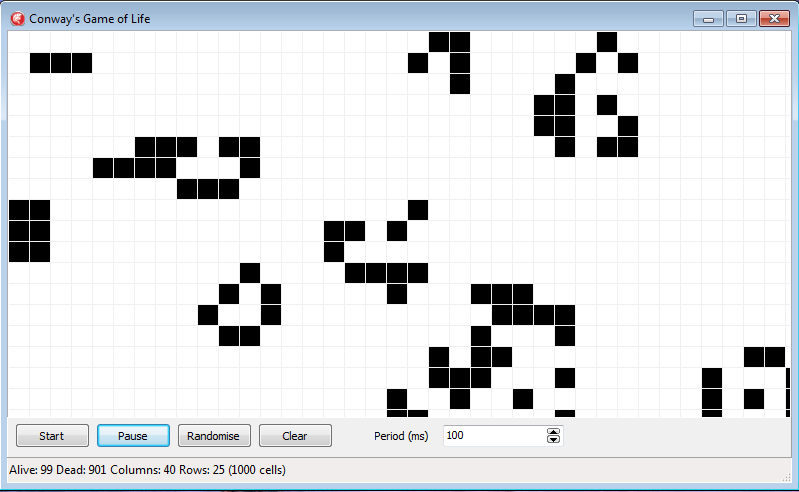 Conway's Game of Life
Start Pause Randomise Clear Period (ms) 100
Alive: 99 Dead: 901 Columns: 40 Rows: 25 (1000 cells)